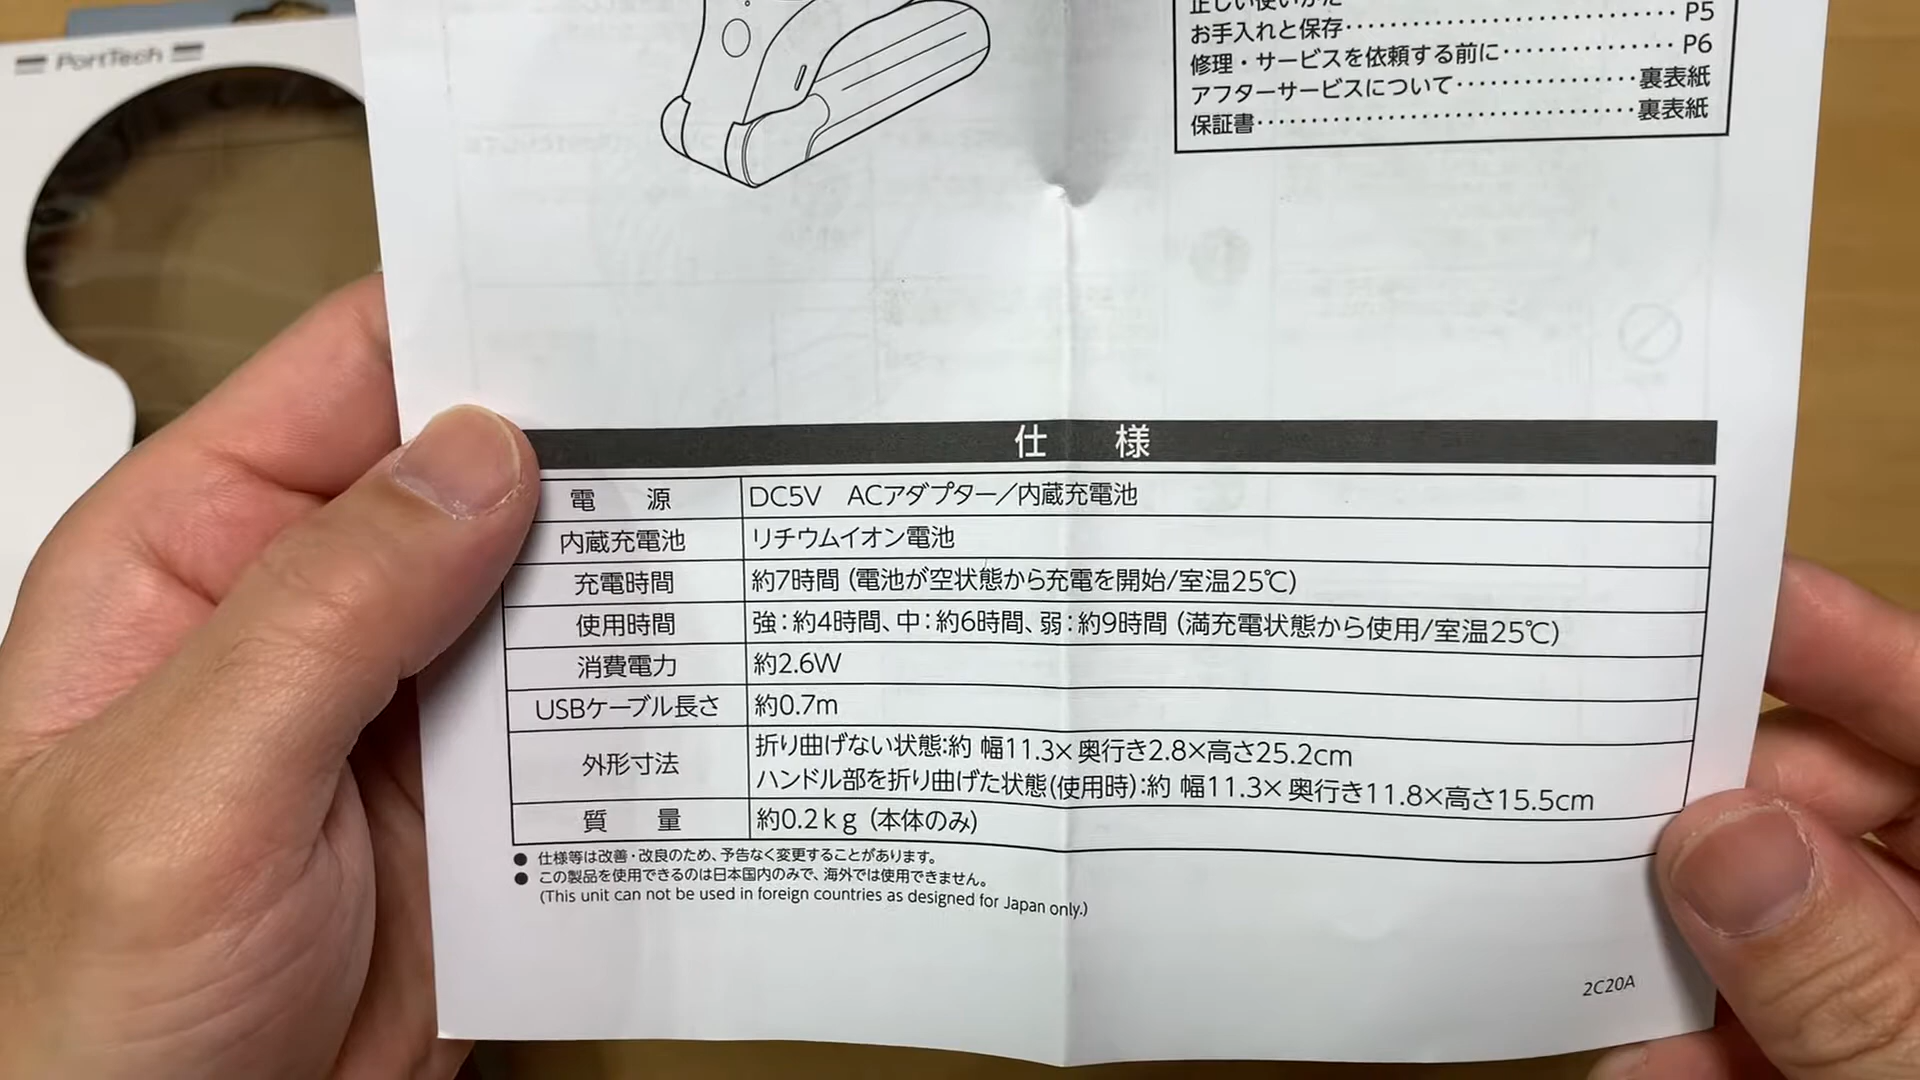 PortTech
正しい使いかた
お手入れと保存 P5
修理・サービスを依頼する前に P6
アフターサービスについて 裏表紙
保証書 裏表紙
仕 様
電 源 DC5V ACアダプター/内蔵充電池
内蔵充電池 リチウムイオン電池
充電時間 約7時間 (電池が空状態から充電を開始/室温25℃)
使用時間 強:約4時間、中:約6時間、弱:約9時間 (満充電状態から使用/室温25℃)
消費電力 約2.6W
USBケーブル長さ 約0.7m
外形寸法 折り曲げない状態:約 幅11.3×奥行き2.8×高さ25.2cm
ハンドル部を折り曲げた状態(使用時):約 幅11.3×奥行き11.8×高さ15.5cm
質 量 約0.2kg (本体のみ)
● 仕様等は改善・改良のため、予告なく変更することがあります。
● この製品を使用できるのは日本国内のみで、海外では使用できません。
(This unit can not be used in foreign countries as designed for Japan only.)
2C20A